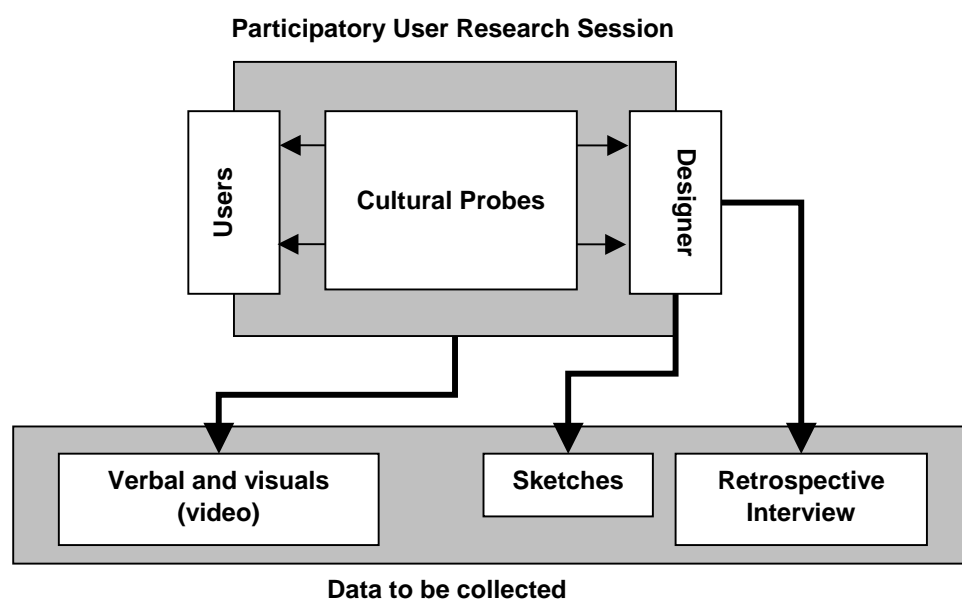 Participatory User Research Session
Users
Cultural Probes
Designer
Verbal and visuals
(video)
Sketches
Retrospective
Interview
Data to be collected